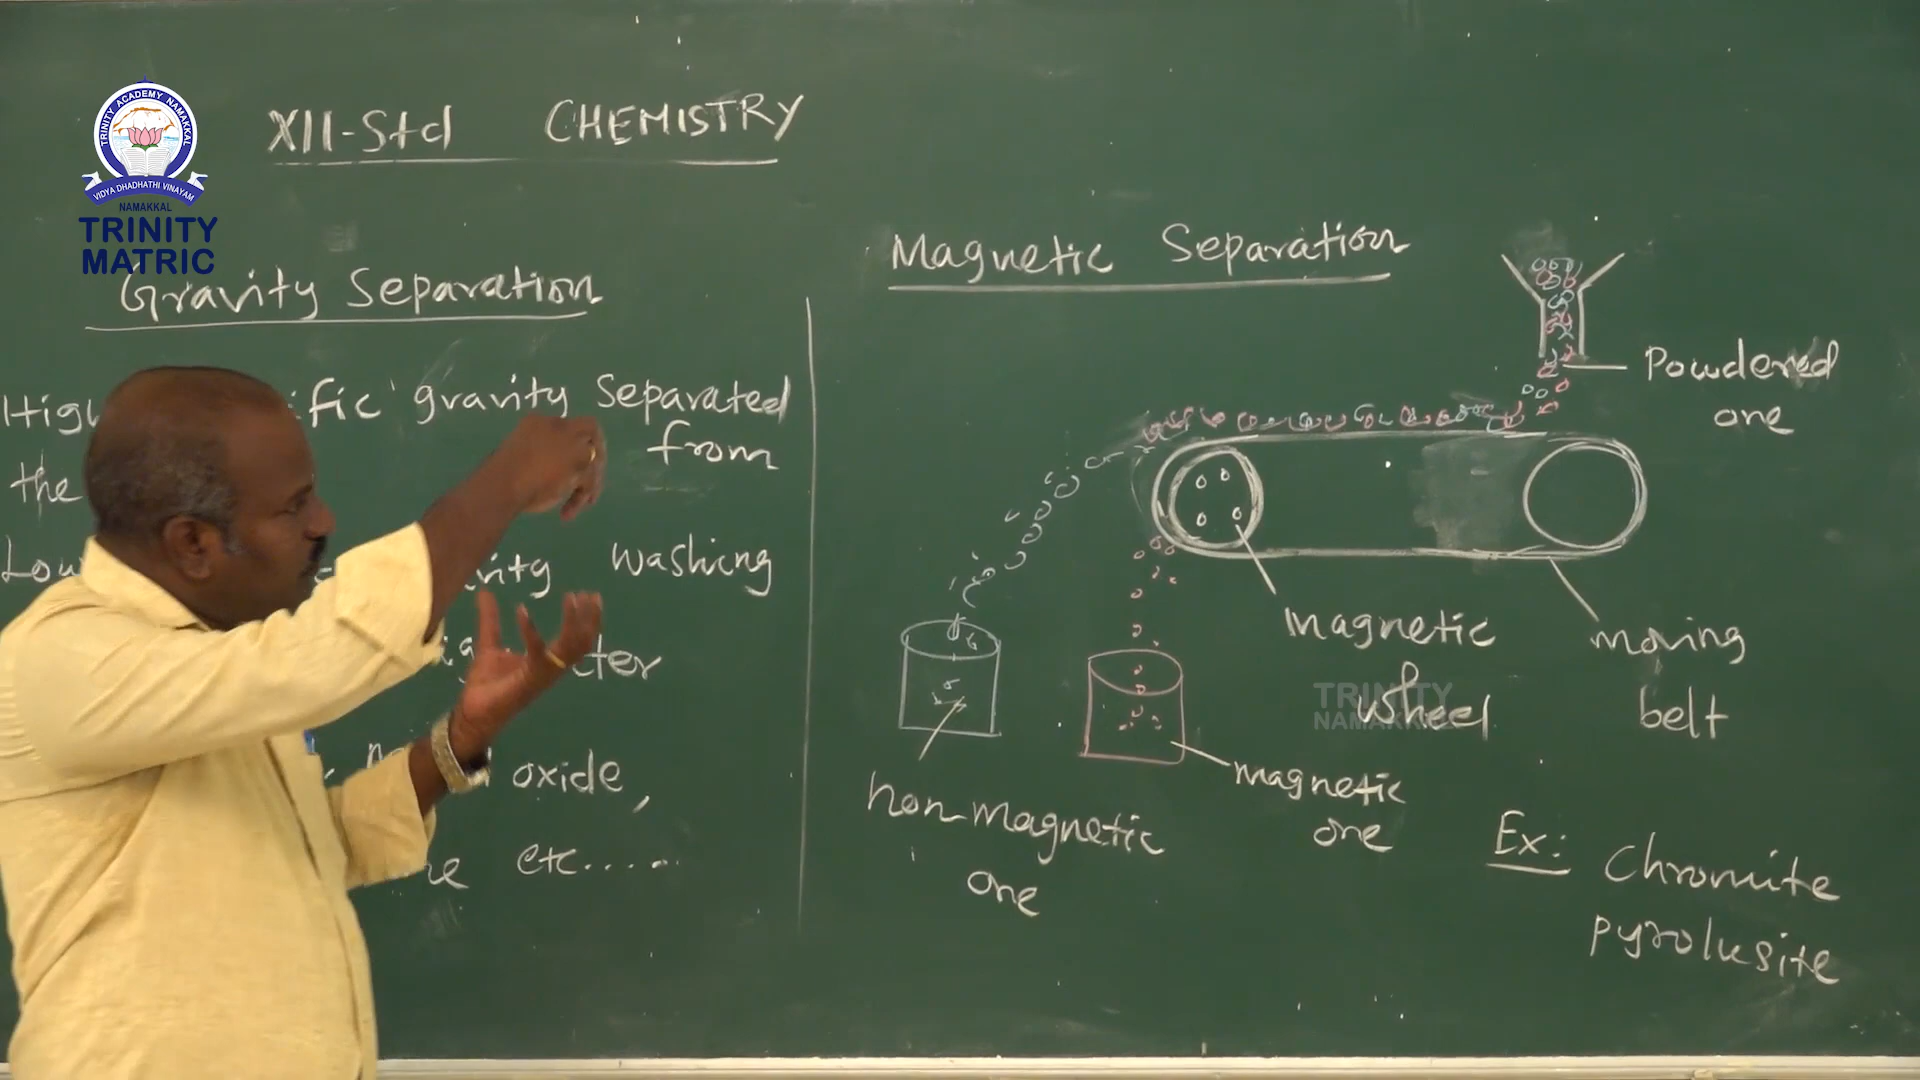 TRINITY ACADEMY NAMAKKAL
VIDYA DHADHATHI VINAYAM
NAMAKKAL
TRINITY
MATRIC
XII-Std CHEMISTRY
Gravity Separation
gravity Separated
from
the
washing
oxide,
etc.....
Magnetic Separation
Powdered
one
magnetic
wheel
moving
belt
TRINITY
NAMAKKAL
non-magnetic
one
magnetic
one
Ex: Chromite
pyrolusite